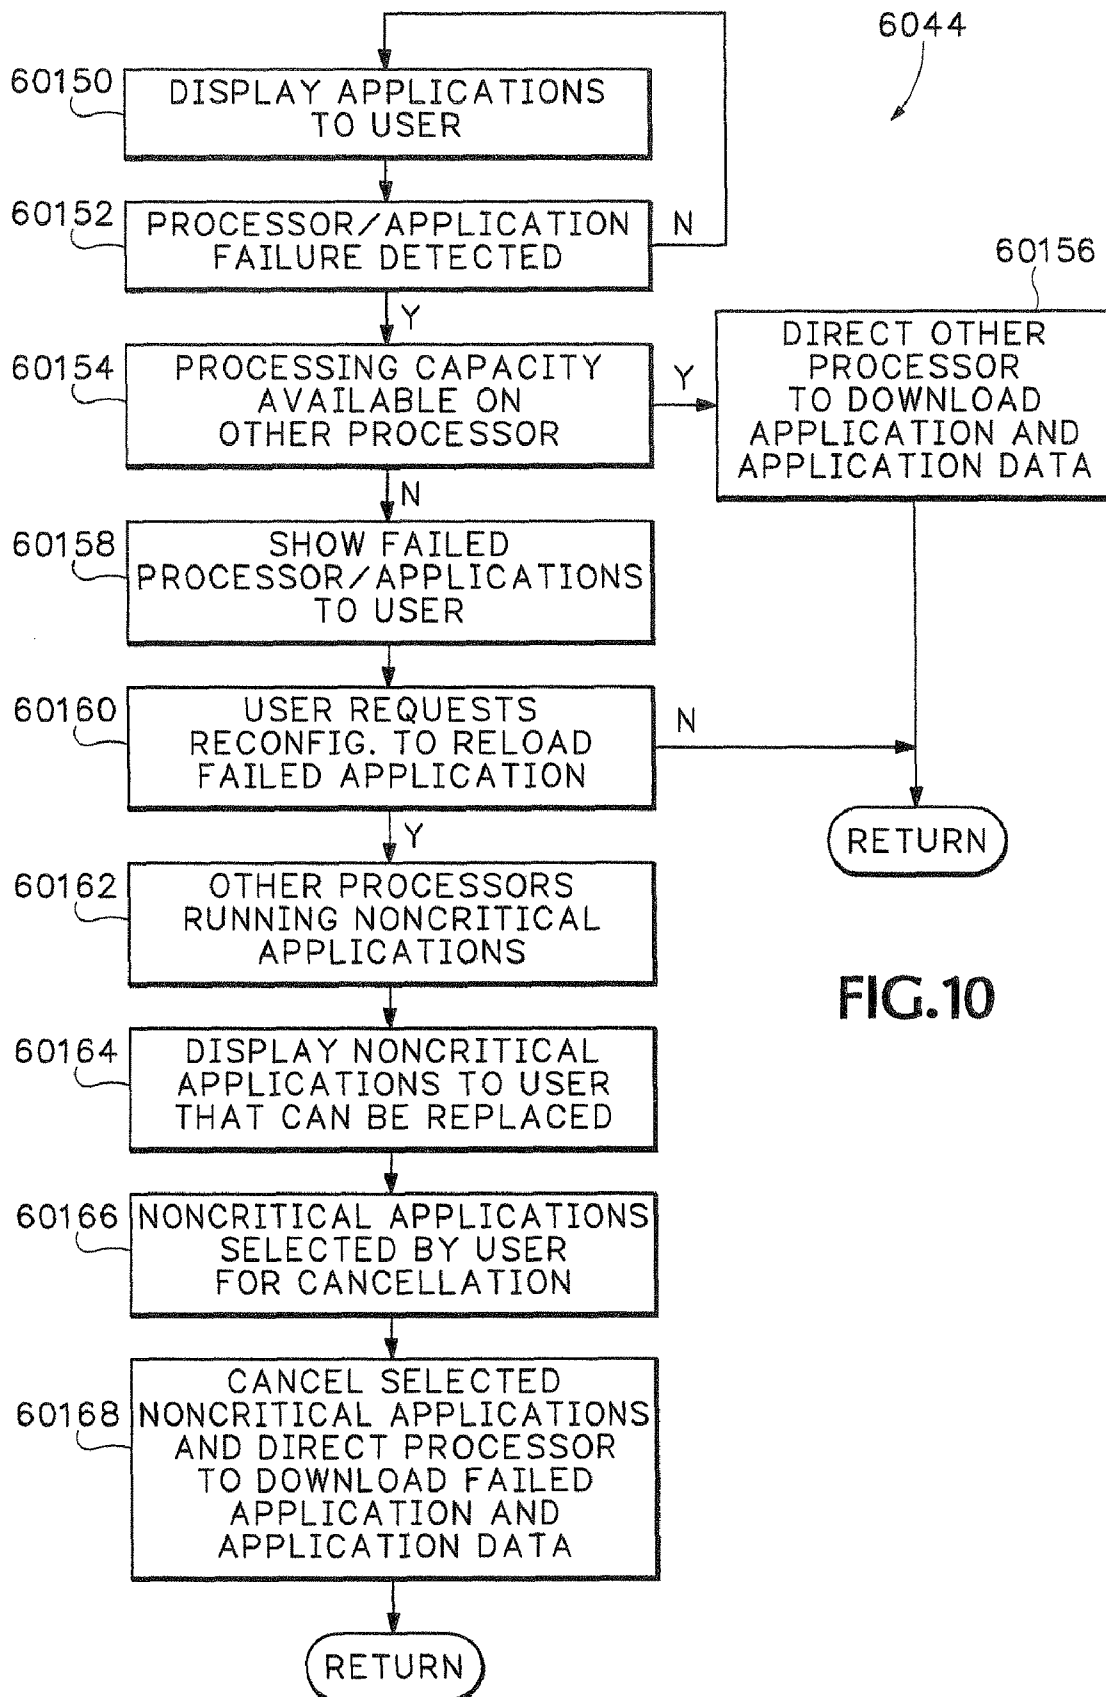 6044
60150
DISPLAY APPLICATIONS
TO USER
60152
PROCESSOR/APPLICATION
FAILURE DETECTED
N
Y
60154
PROCESSING CAPACITY
AVAILABLE ON
OTHER PROCESSOR
Y
60156
DIRECT OTHER
PROCESSOR
TO DOWNLOAD
APPLICATION AND
APPLICATION DATA
N
60158
SHOW FAILED
PROCESSOR/APPLICATIONS
TO USER
60160
USER REQUESTS
RECONFIG. TO RELOAD
FAILED APPLICATION
N
RETURN
Y
60162
OTHER PROCESSORS
RUNNING NONCRITICAL
APPLICATIONS
60164
DISPLAY NONCRITICAL
APPLICATIONS TO USER
THAT CAN BE REPLACED
60166
NONCRITICAL APPLICATIONS
SELECTED BY USER
FOR CANCELLATION
60168
CANCEL SELECTED
NONCRITICAL APPLICATIONS
AND DIRECT PROCESSOR
TO DOWNLOAD FAILED
APPLICATION AND
APPLICATION DATA
RETURN
FIG.10